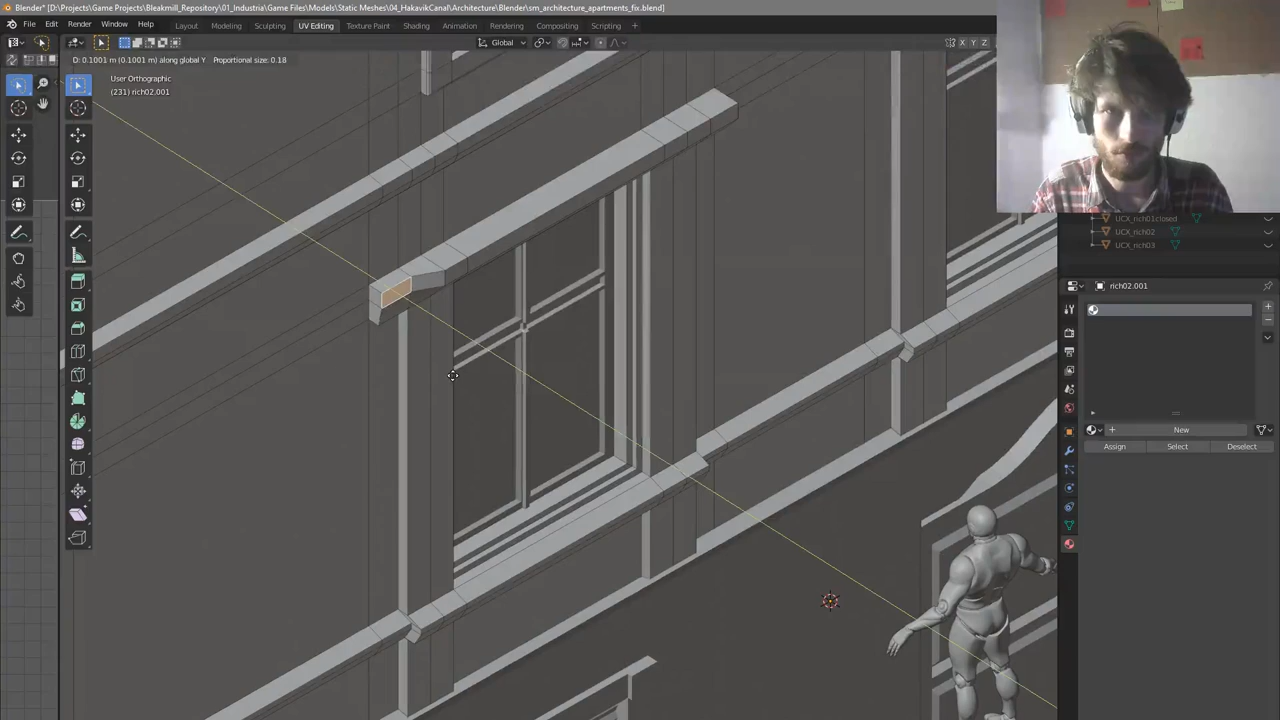 Blender* [D:\Projects\Game Projects\Bleakmill_Repository\01_Industria\Game Files\Models\Static Meshes\04_HakavikCanal\Architecture\Blender\sm_architecture_apartments_fix.blend]
File Edit Render Window Help Layout Modeling Sculpting UV Editing Texture Paint Shading Animation Rendering Compositing Geometry Nodes Scripting
Global X Y Z
D: 0.1001 m (0.1001 m) along global Y Proportional size: 0.18
User Orthographic
(231) rich02.001
UCX_rich01closed
UCX_rich02
UCX_rich03
rich02.001
New
Assign Select Deselect